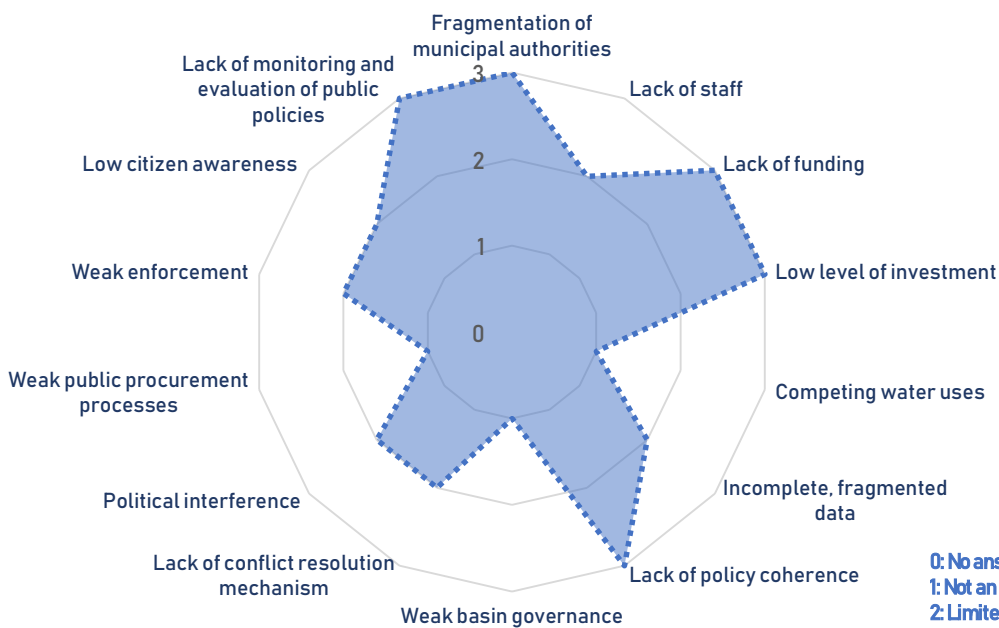 Fragmentation of
municipal authorities
Lack of staff
Lack of funding
Low level of investment
Competing water uses
Incomplete, fragmented
data
Lack of policy coherence
Weak basin governance
Lack of conflict resolution
mechanism
Political interference
Weak public procurement
processes
Weak enforcement
Low citizen awareness
Lack of monitoring and
evaluation of public
policies
3
2
1
0
0: No ans
1: Not an
2: Limite